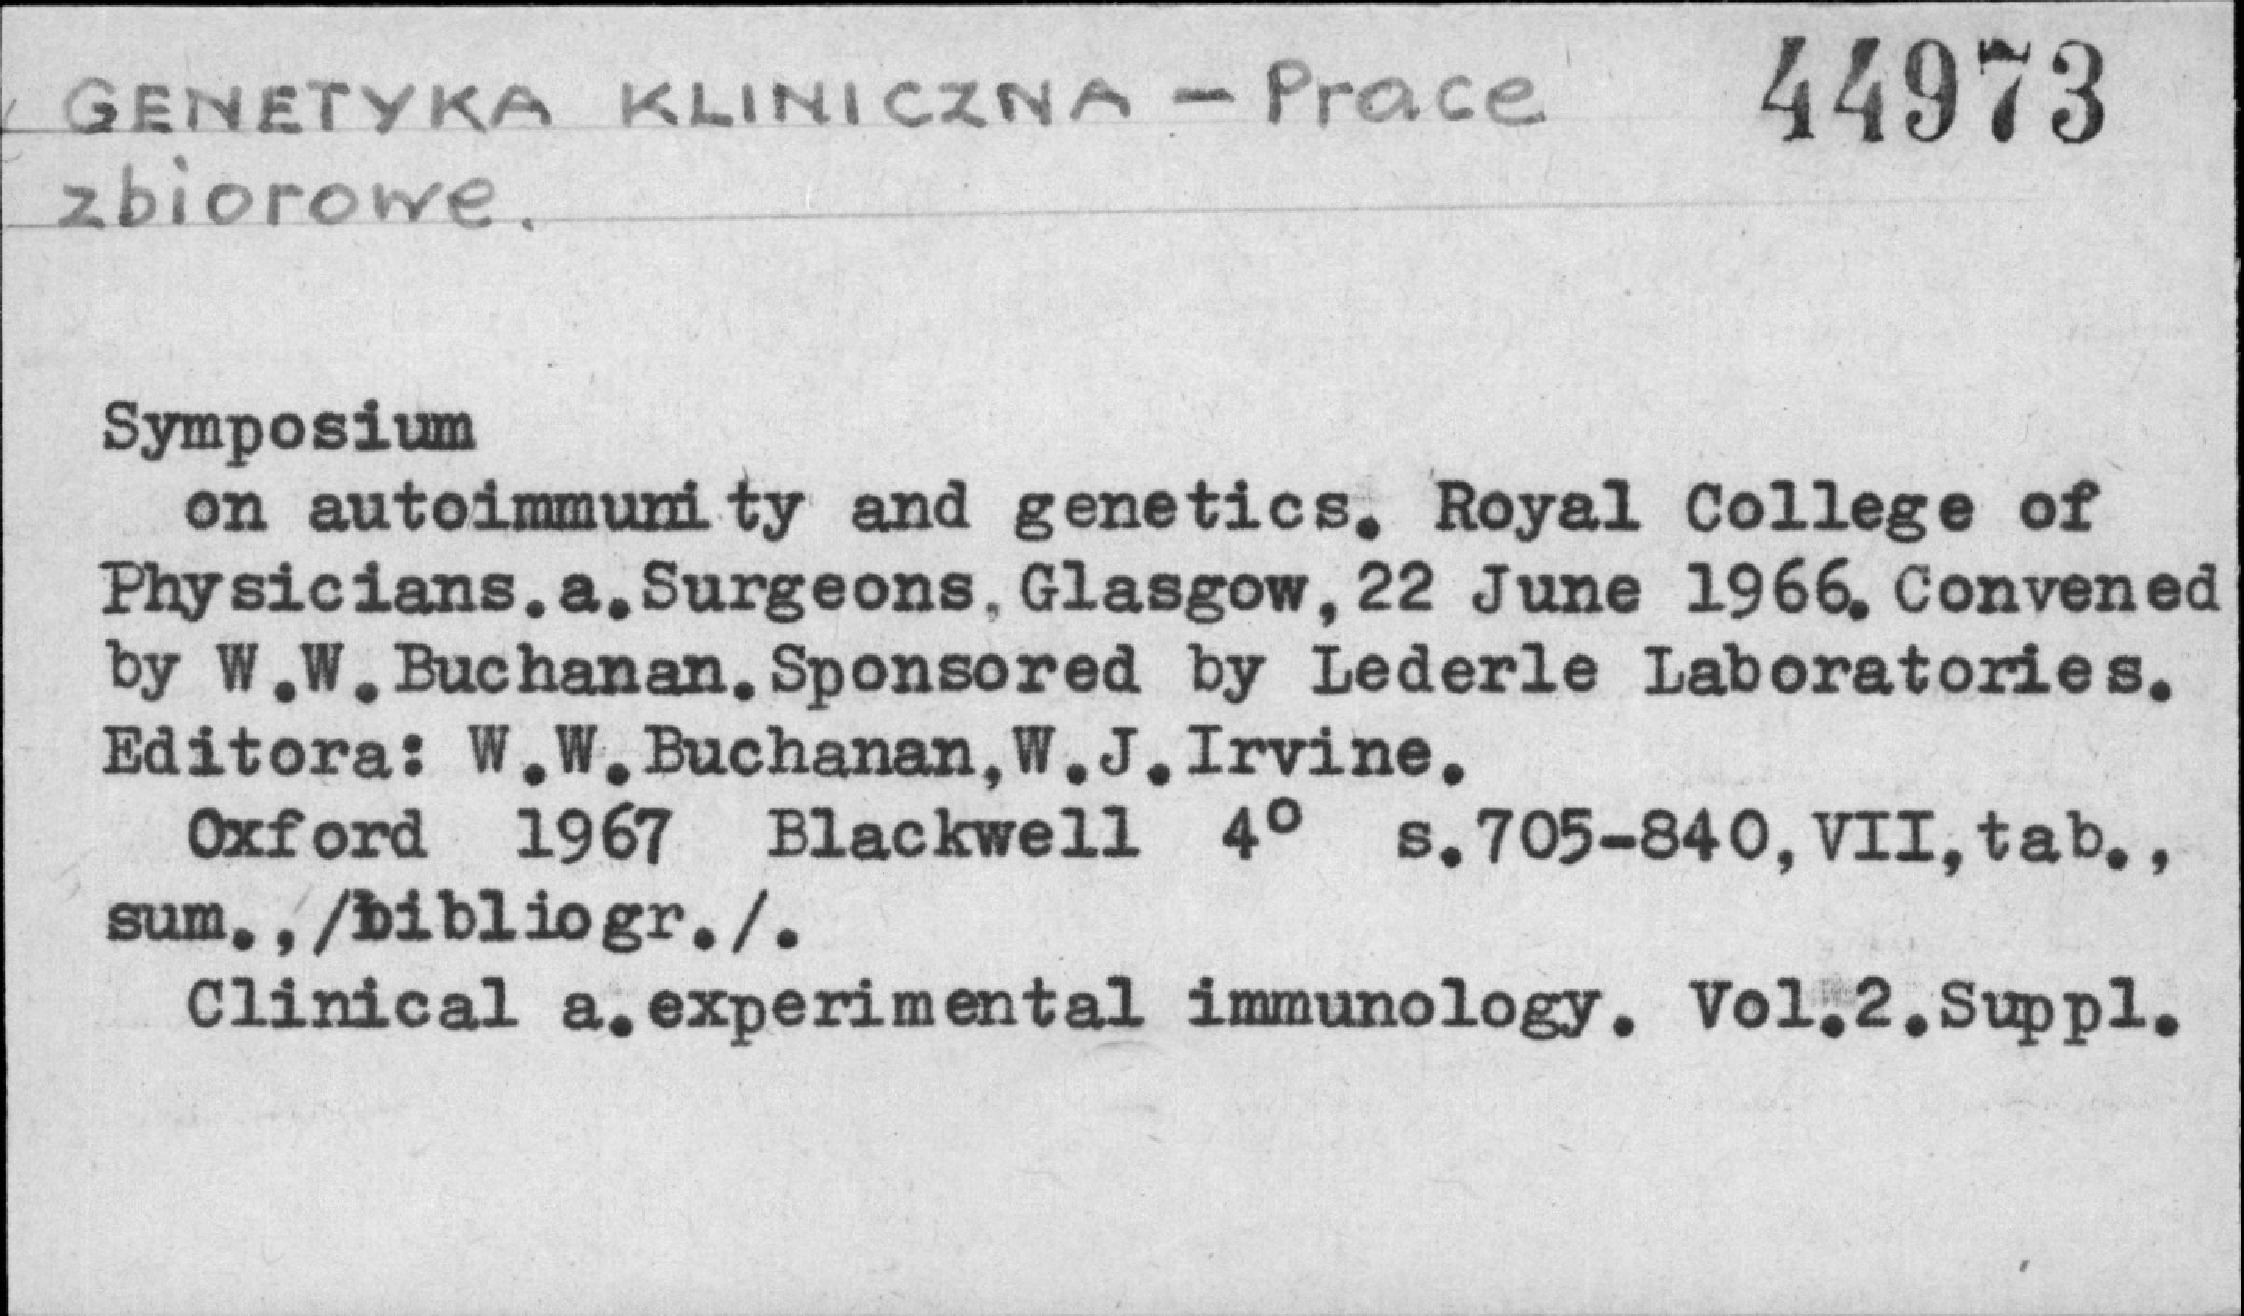 GENETYKA KLINICZNA - Prace 44973
zbiorowe.
Symposium
on autoimmunity and genetics. Royal College of
Physicians.a.Surgeons, Glasgow,22 June 1966. Convened
by W.W.Buchanan.Sponsored by Lederle Laboratories.
Editora: W.W.Buchanan,W.J.Irvine.
Oxford 1967 Blackwell 4° s.705-840,VII,tab.,
sum.,/bibliogr./.
Clinical a.experimental immunology. Vol.2.Suppl.